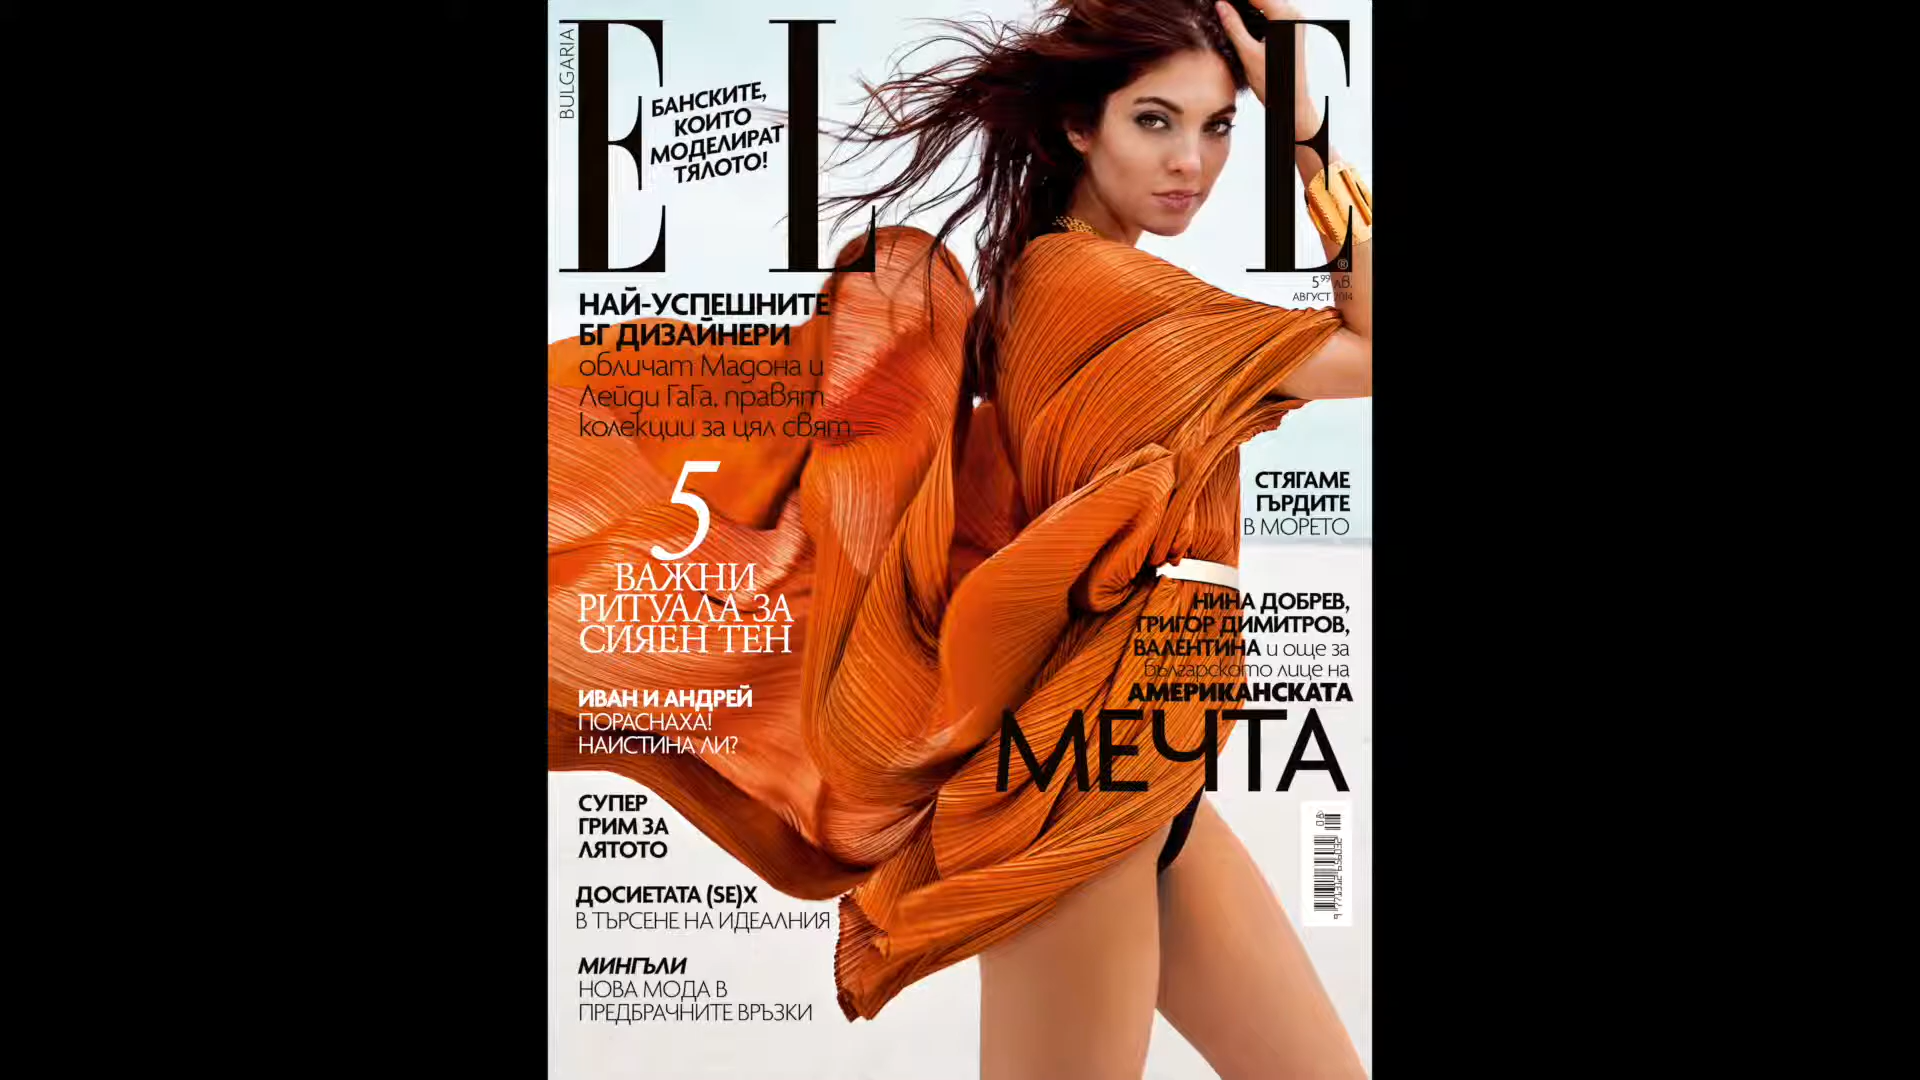 BULGARIA
ELLE
БАНСКИТЕ,
КОИТО
МОДЕЛИРАТ
ТЯЛОТО!
®
5⁹⁹ лв.
АВГУСТ 2014
НАЙ-УСПЕШНИТЕ
БГ ДИЗАЙНЕРИ
обличат Мадона и
Лейди ГаГа, правят
колекции за цял свят
5
ВАЖНИ
РИТУАЛА ЗА
СИЯЕН ТЕН
ИВАН И АНДРЕЙ
ПОРАСНАХА!
НАИСТИНА ЛИ?
СУПЕР
ГРИМ ЗА
ЛЯТОТО
ДОСИЕТАТА (SE)X
В ТЪРСЕНЕ НА ИДЕАЛНИЯ
МИНГЪЛИ
НОВА МОДА В
ПРЕДБРАЧНИТЕ ВРЪЗКИ
СТЯГАМЕ
ГЪРДИТЕ
В МОРЕТО
НИНА ДОБРЕВ,
ГРИГОР ДИМИТРОВ,
ВАЛЕНТИНА и още за
българското лице на
АМЕРИКАНСКАТА
МЕЧТА
08